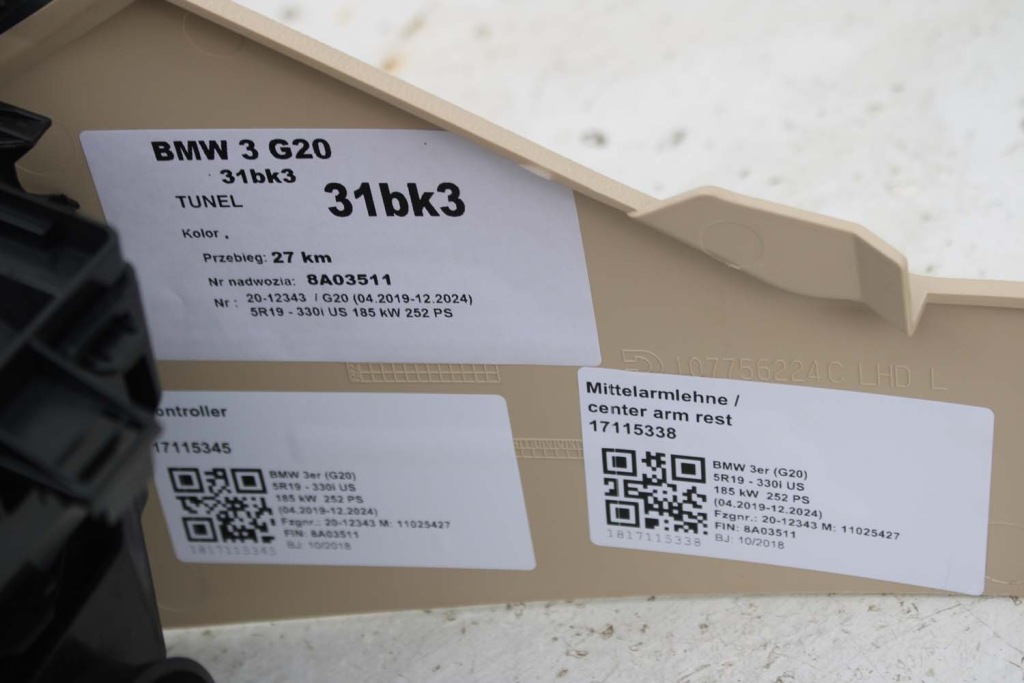 BMW 3 G20
31bk3
TUNEL 31bk3
Kolor .
Przebieg: 27 km
Nr nadwozia: 8A03511
Nr : 20-12343 / G20 (04.2019-12.2024)
5R19 - 330i US 185 kW 252 PS
107756224C LHD L
ontroller
17115345
BMW 3er (G20)
5R19 - 330i US
185 kW 252 PS
(04.2019-12.2024)
Fzgnr.: 20-12343 M: 11025427
FIN: 8A03511
BJ: 10/2018
1817115345
Mittelarmlehne /
center arm rest
17115338
BMW 3er (G20)
5R19 - 330i US
185 kW 252 PS
(04.2019-12.2024)
Fzgnr.: 20-12343 M: 11025427
FIN: 8A03511
BJ: 10/2018
1817115338